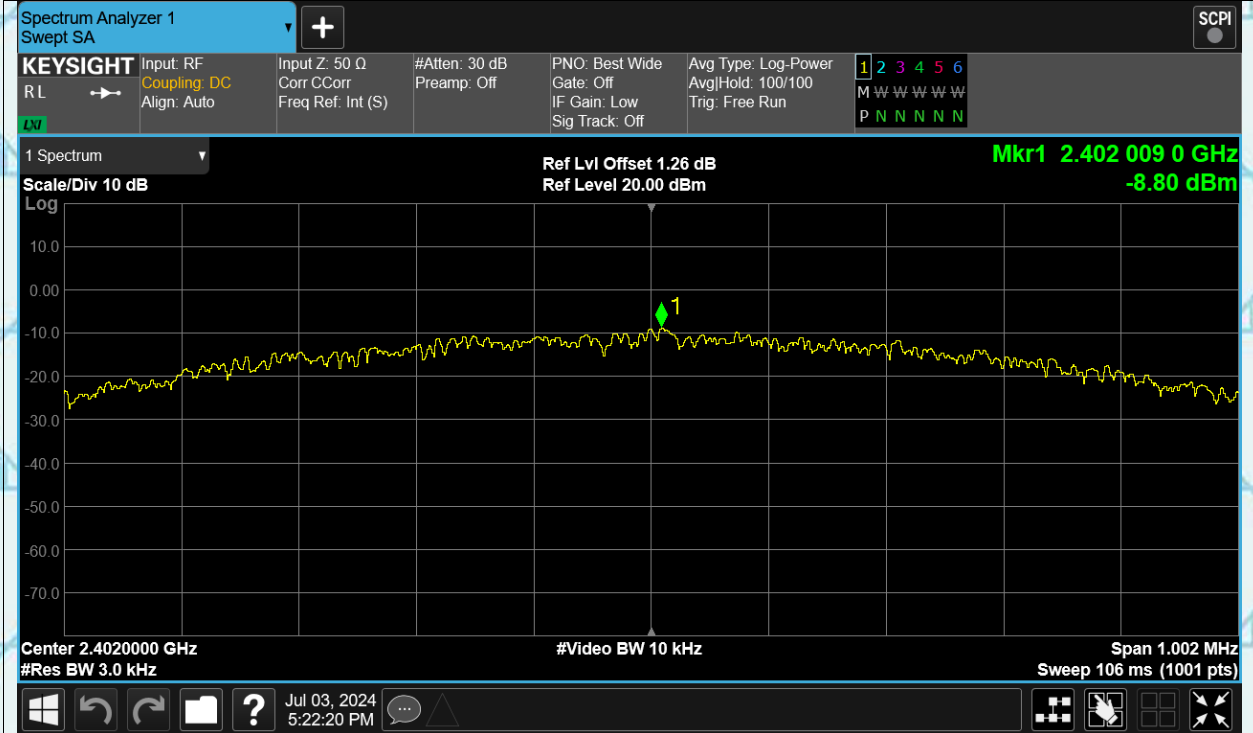 Spectrum Analyzer 1
Swept SA
SCPI
KEYSIGHT
RL
LXI
Input: RF
Coupling: DC
Align: Auto
Input Z: 50 Ω
Corr CCorr
Freq Ref: Int (S)
#Atten: 30 dB
Preamp: Off
PNO: Best Wide
Gate: Off
IF Gain: Low
Sig Track: Off
Avg Type: Log-Power
Avg|Hold: 100/100
Trig: Free Run
1 2 3 4 5 6
M W W W W W
P N N N N N
1 Spectrum
Scale/Div 10 dB
Log
Ref Lvl Offset 1.26 dB
Ref Level 20.00 dBm
Mkr1 2.402 009 0 GHz
-8.80 dBm
10.0
0.00
1
-10.0
-20.0
-30.0
-40.0
-50.0
-60.0
-70.0
Center 2.4020000 GHz
#Video BW 10 kHz
Span 1.002 MHz
#Res BW 3.0 kHz
Sweep 106 ms (1001 pts)
?
Jul 03, 2024
5:22:20 PM